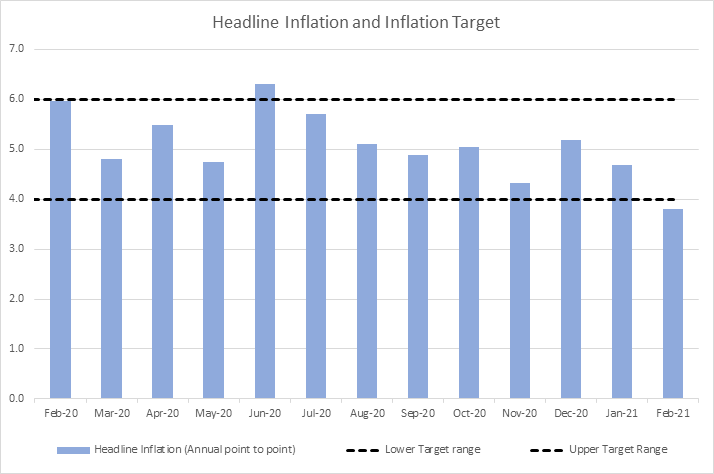 Headline Inflation and Inflation Target
7.0
6.0
5.0
4.0
3.0
2.0
1.0
0.0
Feb-20 Mar-20 Apr-20 May-20 Jun-20 Jul-20 Aug-20 Sep-20 Oct-20 Nov-20 Dec-20 Jan-21 Feb-21
Headline Inflation (Annual point to point) Lower Target range Upper Target Range